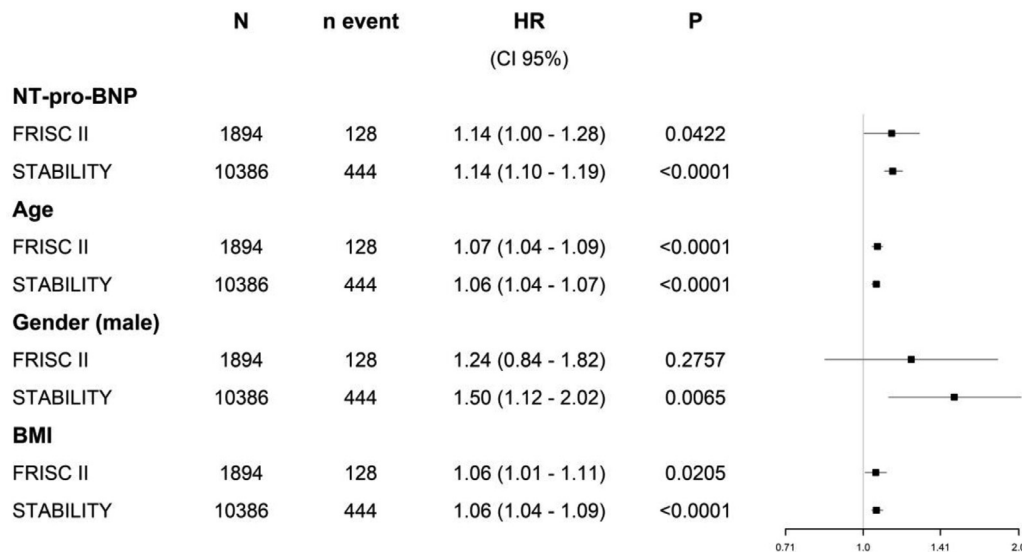 N n event HR P
(CI 95%)
NT-pro-BNP
FRISC II 1894 128 1.14 (1.00 - 1.28) 0.0422
STABILITY 10386 444 1.14 (1.10 - 1.19) <0.0001
Age
FRISC II 1894 128 1.07 (1.04 - 1.09) <0.0001
STABILITY 10386 444 1.06 (1.04 - 1.07) <0.0001
Gender (male)
FRISC II 1894 128 1.24 (0.84 - 1.82) 0.2757
STABILITY 10386 444 1.50 (1.12 - 2.02) 0.0065
BMI
FRISC II 1894 128 1.06 (1.01 - 1.11) 0.0205
STABILITY 10386 444 1.06 (1.04 - 1.09) <0.0001
0.71 1.0 1.41 2.0